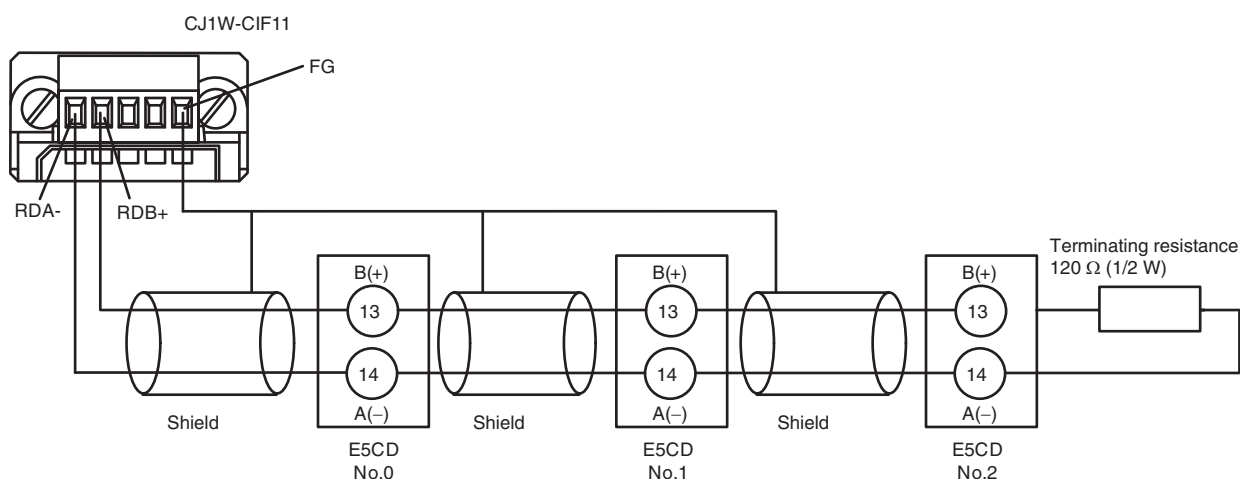 CJ1W-CIF11
FG
RDA-
RDB+
Terminating resistance
120 Ω (1/2 W)
B(+)
B(+)
B(+)
13
13
13
14
14
14
A(−)
A(−)
A(−)
Shield
Shield
Shield
E5CD
No.0
E5CD
No.1
E5CD
No.2